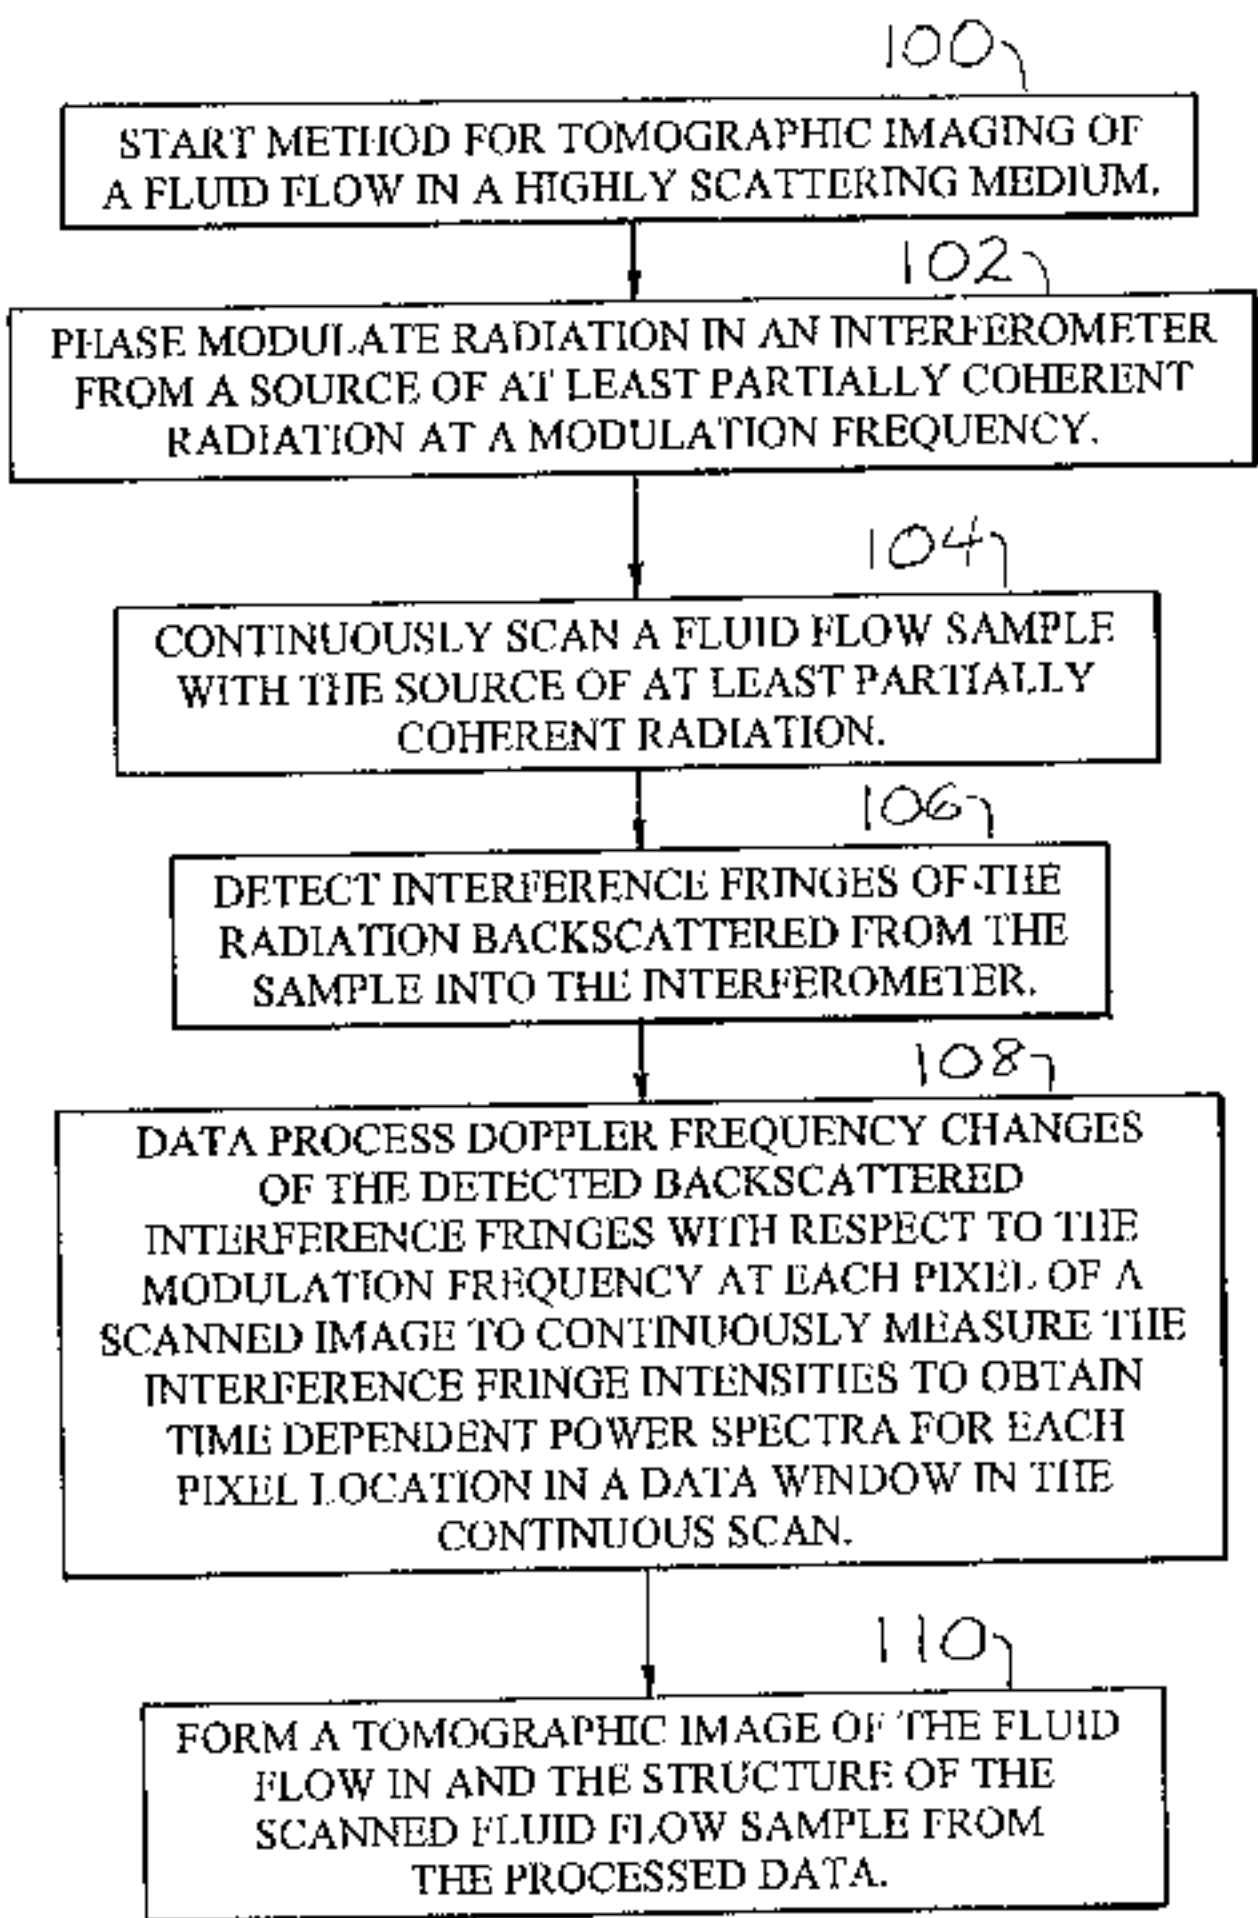 100
START METHOD FOR TOMOGRAPHIC IMAGING OF
A FLUID FLOW IN A HIGHLY SCATTERING MEDIUM.
102
PHASE MODULATE RADIATION IN AN INTERFEROMETER
FROM A SOURCE OF AT LEAST PARTIALLY COHERENT
RADIATION AT A MODULATION FREQUENCY.
104
CONTINUOUSLY SCAN A FLUID FLOW SAMPLE
WITH THE SOURCE OF AT LEAST PARTIALLY
COHERENT RADIATION.
106
DETECT INTERFERENCE FRINGES OF THE
RADIATION BACKSCATTERED FROM THE
SAMPLE INTO THE INTERFEROMETER.
108
DATA PROCESS DOPPLER FREQUENCY CHANGES
OF THE DETECTED BACKSCATTERED
INTERFERENCE FRINGES WITH RESPECT TO THE
MODULATION FREQUENCY AT EACH PIXEL OF A
SCANNED IMAGE TO CONTINUOUSLY MEASURE THE
INTERFERENCE FRINGE INTENSITIES TO OBTAIN
TIME DEPENDENT POWER SPECTRA FOR EACH
PIXEL LOCATION IN A DATA WINDOW IN THE
CONTINUOUS SCAN.
110
FORM A TOMOGRAPHIC IMAGE OF THE FLUID
FLOW IN AND THE STRUCTURE OF THE
SCANNED FLUID FLOW SAMPLE FROM
THE PROCESSED DATA.